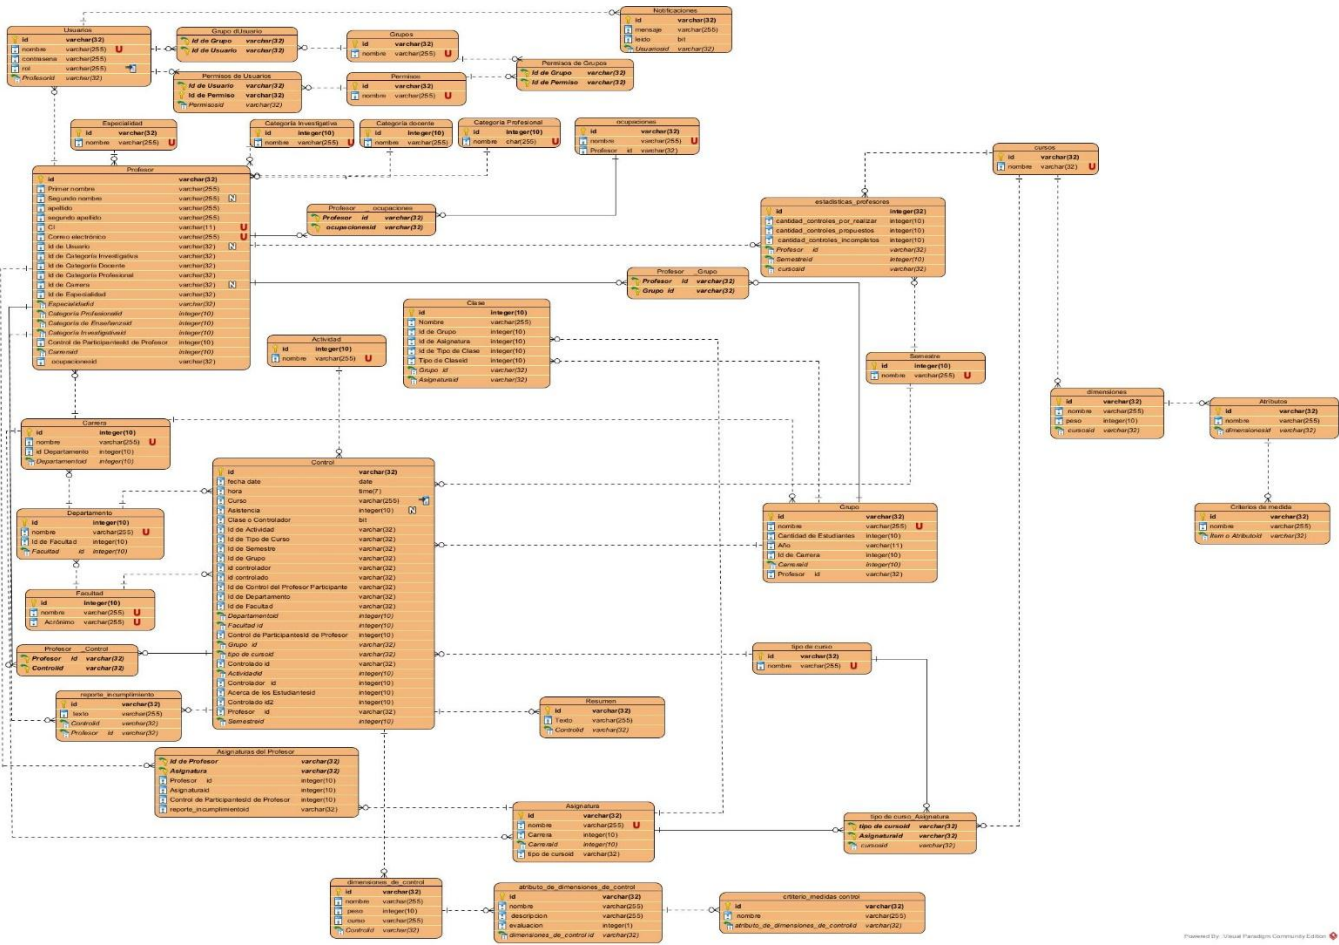 Usuarios
id varchar(32)
nombre varchar(255) U
contrasena varchar(255)
rol varchar(255)
Profesorid varchar(32)
Grupo dUsuario
Id de Grupo varchar(32)
Id de Usuario varchar(32)
Grupos
id varchar(32)
nombre varchar(255) U
Notificaciones
id varchar(32)
mensaje varchar(255)
leido bit
Usuariosid varchar(32)
Permisos de Usuarios
Id de Usuario varchar(32)
Id de Permiso varchar(32)
Permisosid varchar(32)
Permisos
id varchar(32)
nombre varchar(255) U
Permisos de Grupos
Id de Grupo varchar(32)
Id de Permiso varchar(32)
Especialidad
id varchar(32)
nombre varchar(255) U
Categoría Investigativa
id integer(10)
nombre varchar(255) U
Categoría docente
id integer(10)
nombre varchar(255) U
Categoría Profesional
id integer(10)
nombre char(255) U
ocupaciones
id varchar(32)
nombre varchar(255) U
Profesor id varchar(32)
cursos
id varchar(32)
nombre varchar(32) U
Profesor
id varchar(32)
Primar nombre varchar(255)
Segundo nombre varchar(255) N
apellido varchar(255)
segundo apellido varchar(255)
CI varchar(11) U
Correo electrónico varchar(255) U
Id de Usuario varchar(32) N
Id de Categoría Investigativa varchar(32)
Id de Categoría Docente varchar(32)
Id de Categoría Profesional varchar(32)
Id de Carrera varchar(32) N
Id de Especialidad varchar(32)
Especialidadid varchar(32)
Categoría Profesionalid integer(10)
Categoría de Enseñanzaid integer(10)
Categoría Investigativaid integer(10)
Control de ParticipantesId de Profesor integer(10)
Carreraid integer(10)
ocupacionesid varchar(32)
Profesor _ocupaciones
Profesor id varchar(32)
ocupacionesid varchar(32)
estadisticas_profesores
id integer(32)
cantidad_controles_por_realizar integer(10)
cantidad_controles_propuestos integer(10)
cantidad_controles_incompletos integer(10)
Profesor id varchar(32)
Semestreid integer(10)
cursosid varchar(32)
Profesor _Grupo
Profesor id varchar(32)
Grupo id varchar(32)
Clase
id integer(10)
Nombre varchar(255)
Id de Grupo integer(10)
Id de Asignatura integer(10)
Id de Tipo de Clase integer(10)
Tipo de Claseid integer(10)
Grupo id varchar(32)
Asignaturaid varchar(32)
Actividad
id integer(10)
nombre varchar(255) U
Semestre
id integer(10)
nombre varchar(255) U
dimensiones
id varchar(32)
nombre varchar(255)
peso integer(10)
cursosid varchar(32)
Atributos
id varchar(32)
nombre varchar(255)
dimensionesid varchar(32)
Carrera
id integer(10)
nombre varchar(255) U
id Departamento integer(10)
Departamentoid integer(10)
Control
id varchar(32)
fecha date date
hora time(7)
Curso varchar(255)
Asistencia integer(10) N
Clase o Controlador bit
Id de Actividad varchar(32)
Id de Tipo de Curso varchar(32)
Id de Semestre varchar(32)
Id de Grupo varchar(32)
id controlador varchar(32)
id controlado varchar(32)
Id de Control del Profesor Participante varchar(32)
Id de Departamento varchar(32)
Id de Facultad varchar(32)
Departamentoid integer(10)
Facultad id integer(10)
Control de ParticipantesId de Profesor integer(10)
Grupo id varchar(32)
tipo de cursoid varchar(32)
Controlado id integer(10)
Actividadid integer(10)
Controlador id integer(10)
Acerca de los Estudiantesid integer(10)
Controlado id2 integer(10)
Profesor id varchar(32)
Semestreid integer(10)
Departamento
id integer(10)
nombre varchar(255) U
Id de Facultad integer(10)
Facultad id integer(10)
Grupo
id varchar(32)
nombre varchar(255) U
Cantidad de Estudiantes integer(10)
Año varchar(11)
Id de Carrera integer(10)
Carreraid integer(10)
Profesor id varchar(32)
Criterios de medida
id varchar(32)
nombre varchar(255)
Item o Atributoid varchar(32)
Facultad
id integer(10)
nombre varchar(255) U
Acrónimo varchar(255) U
Profesor _Control
Profesor id varchar(32)
Controlid varchar(32)
tipo de curso
id varchar(32)
nombre varchar(255) U
reporte_incumplimiento
id varchar(32)
texto varchar(255)
Controlid varchar(32)
Profesor id varchar(32)
Resumen
id varchar(32)
Texto varchar(255)
Controlid varchar(32)
Asignaturas del Profesor
Id de Profesor varchar(32)
Asignatura varchar(32)
Profesor id integer(10)
Asignaturaid integer(10)
Control de ParticipantesId de Profesor integer(10)
reporte_incumplimientoid varchar(32)
Asignatura
id varchar(32)
nombre varchar(255) U
Carrera integer(10)
Carreraid integer(10)
tipo de cursoid varchar(32)
tipo de curso_Asignatura
tipo de cursoid varchar(32)
Asignaturaid varchar(32)
cursosid varchar(32)
dimensiones_de_control
id varchar(32)
nombre varchar(255)
peso integer(10)
curso varchar(255)
Controlid varchar(32)
atributo_de_dimensiones_de_control
id varchar(32)
nombre varchar(255)
descripcion varchar(255)
evaluacion integer(1)
dimensiones_de_control id varchar(32)
criterio_medidas control
id varchar(32)
nombre varchar(255)
atributo_de_dimensiones_de_control id varchar(32)
Powered By Visual Paradigm Community Edition